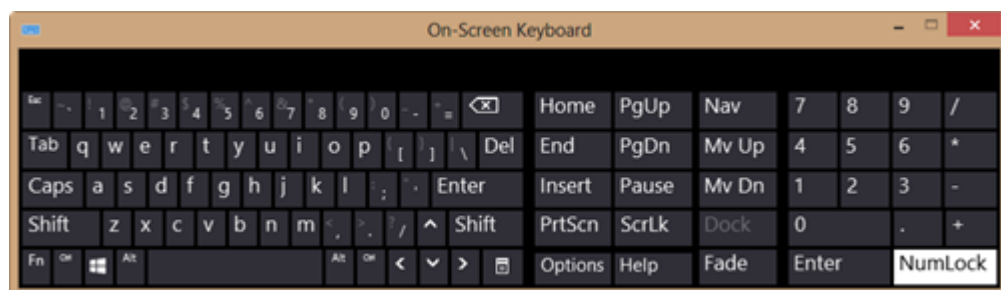 On-Screen Keyboard
Esc ~ ` ! 1 @ 2 # 3 $ 4 % 5 ^ 6 & 7 * 8 ( 9 ) 0 _ - + = Home PgUp Nav 7 8 9 /
Tab q w e r t y u i o p { [ } ] | \ Del End PgDn Mv Up 4 5 6 *
Caps a s d f g h j k l : ; " ' Enter Insert Pause Mv Dn 1 2 3 -
Shift z x c v b n m < , > . ? / ^ Shift PrtScn ScrLk Dock 0 . +
Fn Ctrl Alt Alt Ctrl < > Options Help Fade Enter NumLock